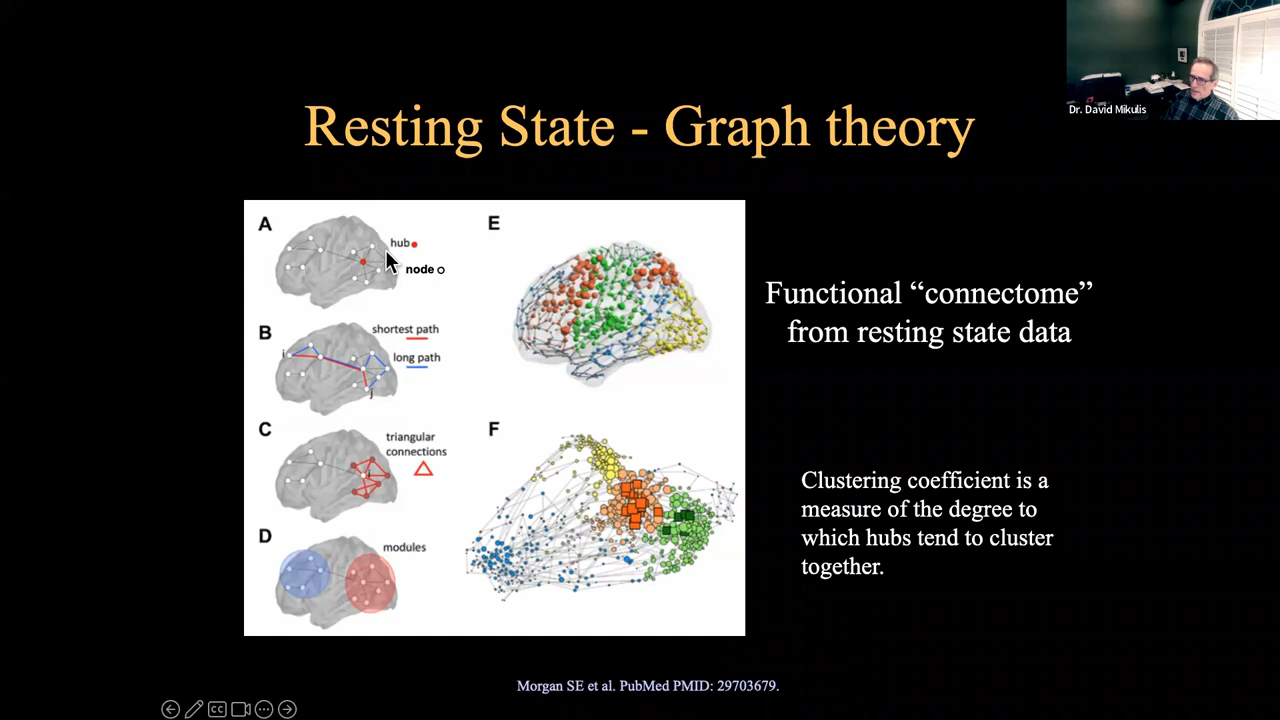 Dr. David Mikulis
Resting State - Graph theory
A
hub
node
B
shortest path
long path
i
j
C
triangular
connections
D
modules
E
F
Functional “connectome”
from resting state data
Clustering coefficient is a
measure of the degree to
which hubs tend to cluster
together.
Morgan SE et al. PubMed PMID: 29703679.
CC